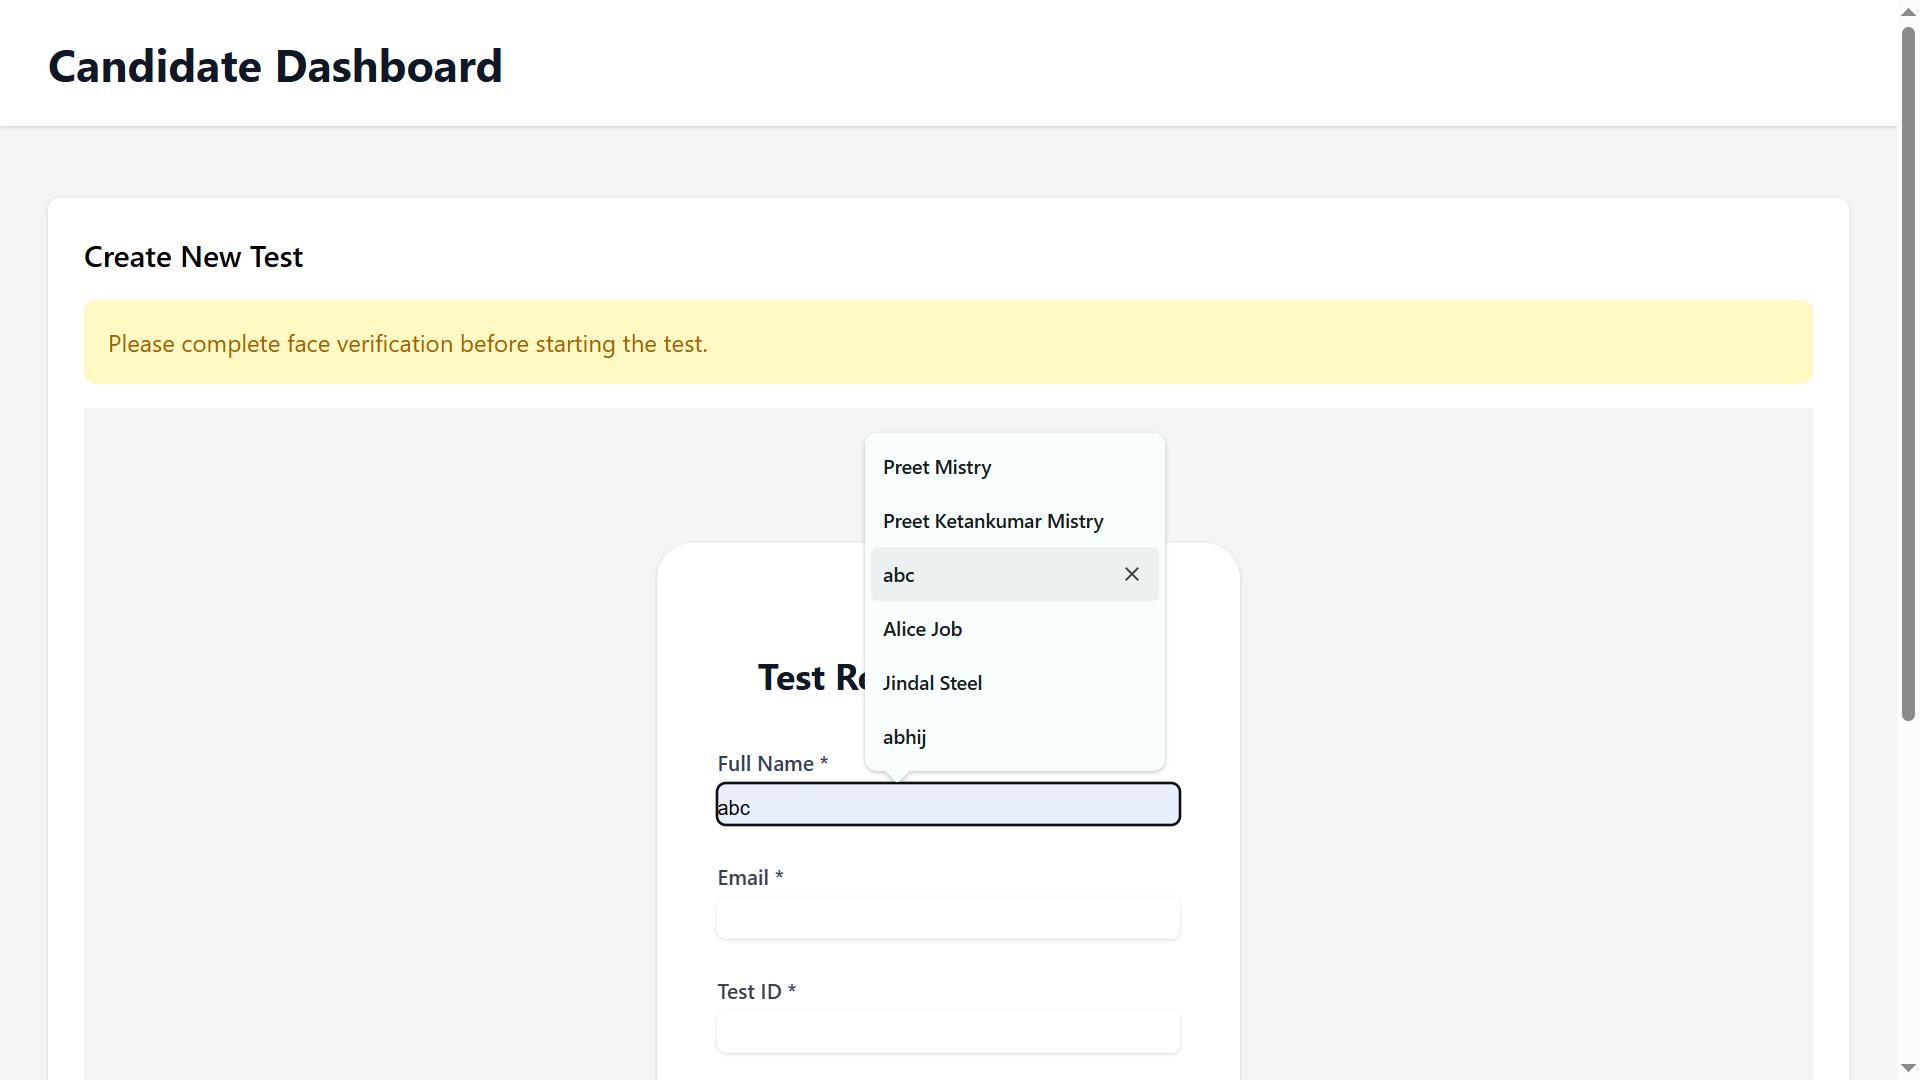 Candidate Dashboard
Create New Test
Please complete face verification before starting the test.
Preet Mistry
Preet Ketankumar Mistry
abc
Alice Job
Jindal Steel
abhij
Test
Full Name *
abc
Email *
Test ID *